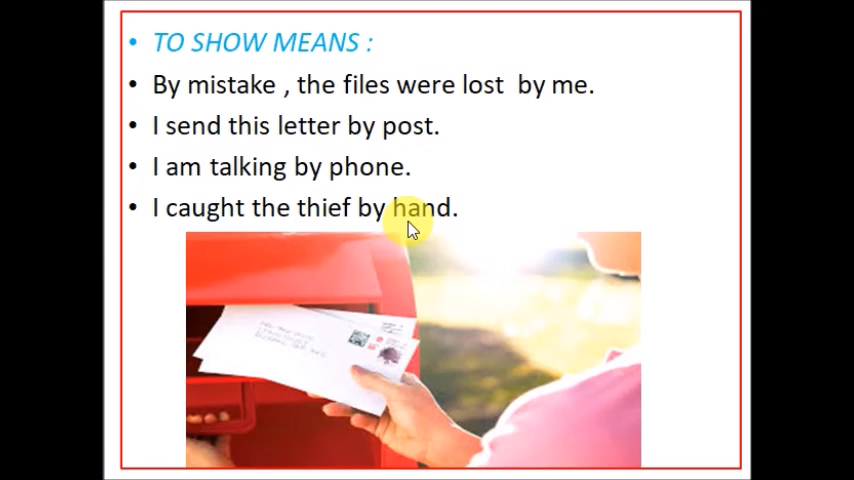 • TO SHOW MEANS :
• By mistake , the files were lost by me.
• I send this letter by post.
• I am talking by phone.
• I caught the thief by hand.